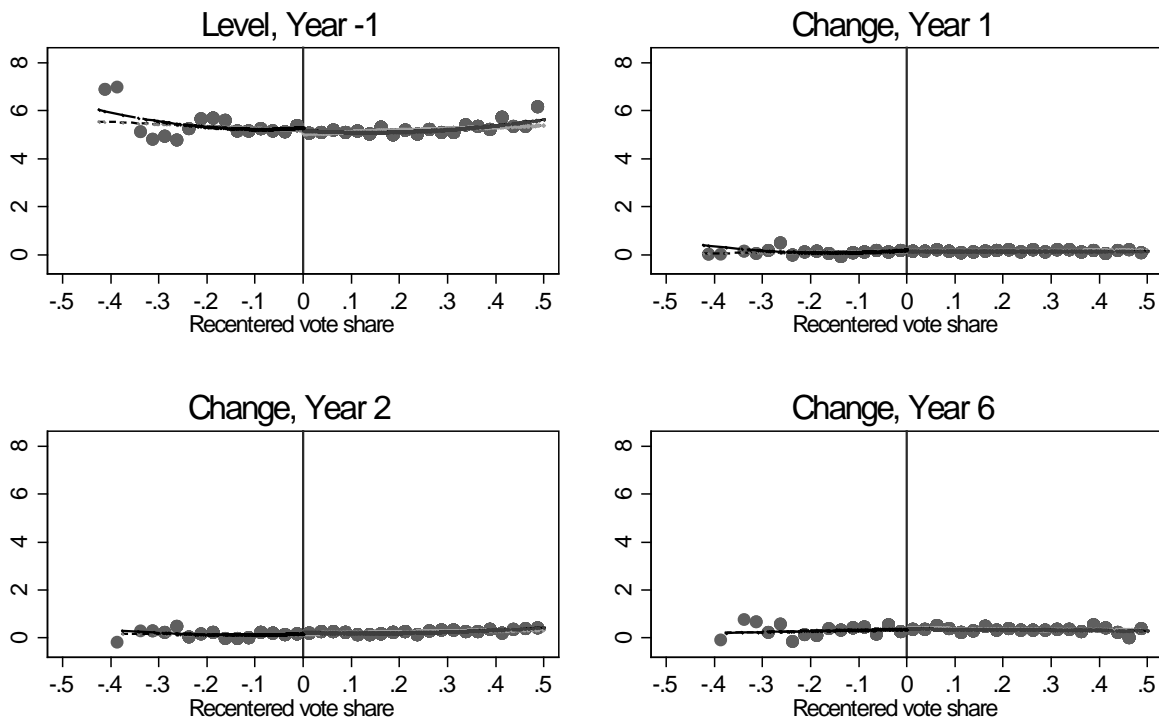 Level, Year -1
8
6
4
2
0
-.5 -.4 -.3 -.2 -.1 0 .1 .2 .3 .4 .5
Recentered vote share
Change, Year 1
8
6
4
2
0
-.5 -.4 -.3 -.2 -.1 0 .1 .2 .3 .4 .5
Recentered vote share
Change, Year 2
8
6
4
2
0
-.5 -.4 -.3 -.2 -.1 0 .1 .2 .3 .4 .5
Recentered vote share
Change, Year 6
8
6
4
2
0
-.5 -.4 -.3 -.2 -.1 0 .1 .2 .3 .4 .5
Recentered vote share